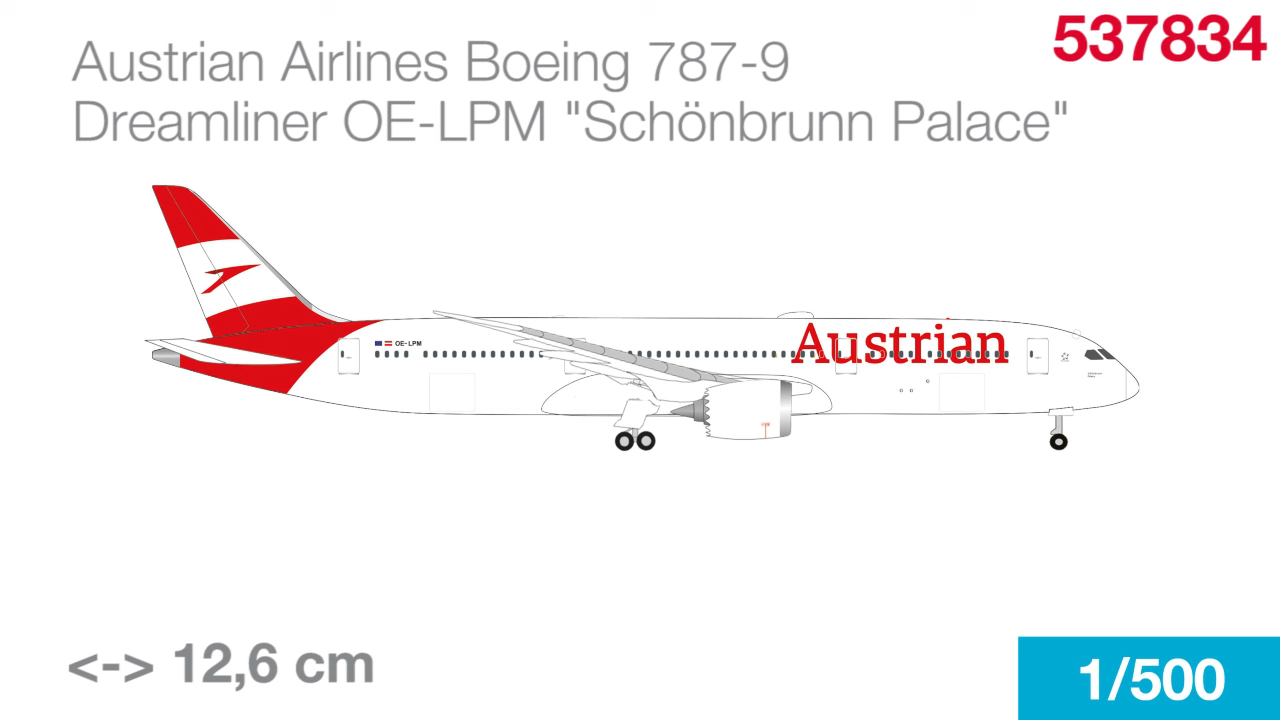 Austrian Airlines Boeing 787-9
Dreamliner OE-LPM "Schönbrunn Palace"
537834
Austrian
OE-LPM
<-> 12,6 cm
1/500